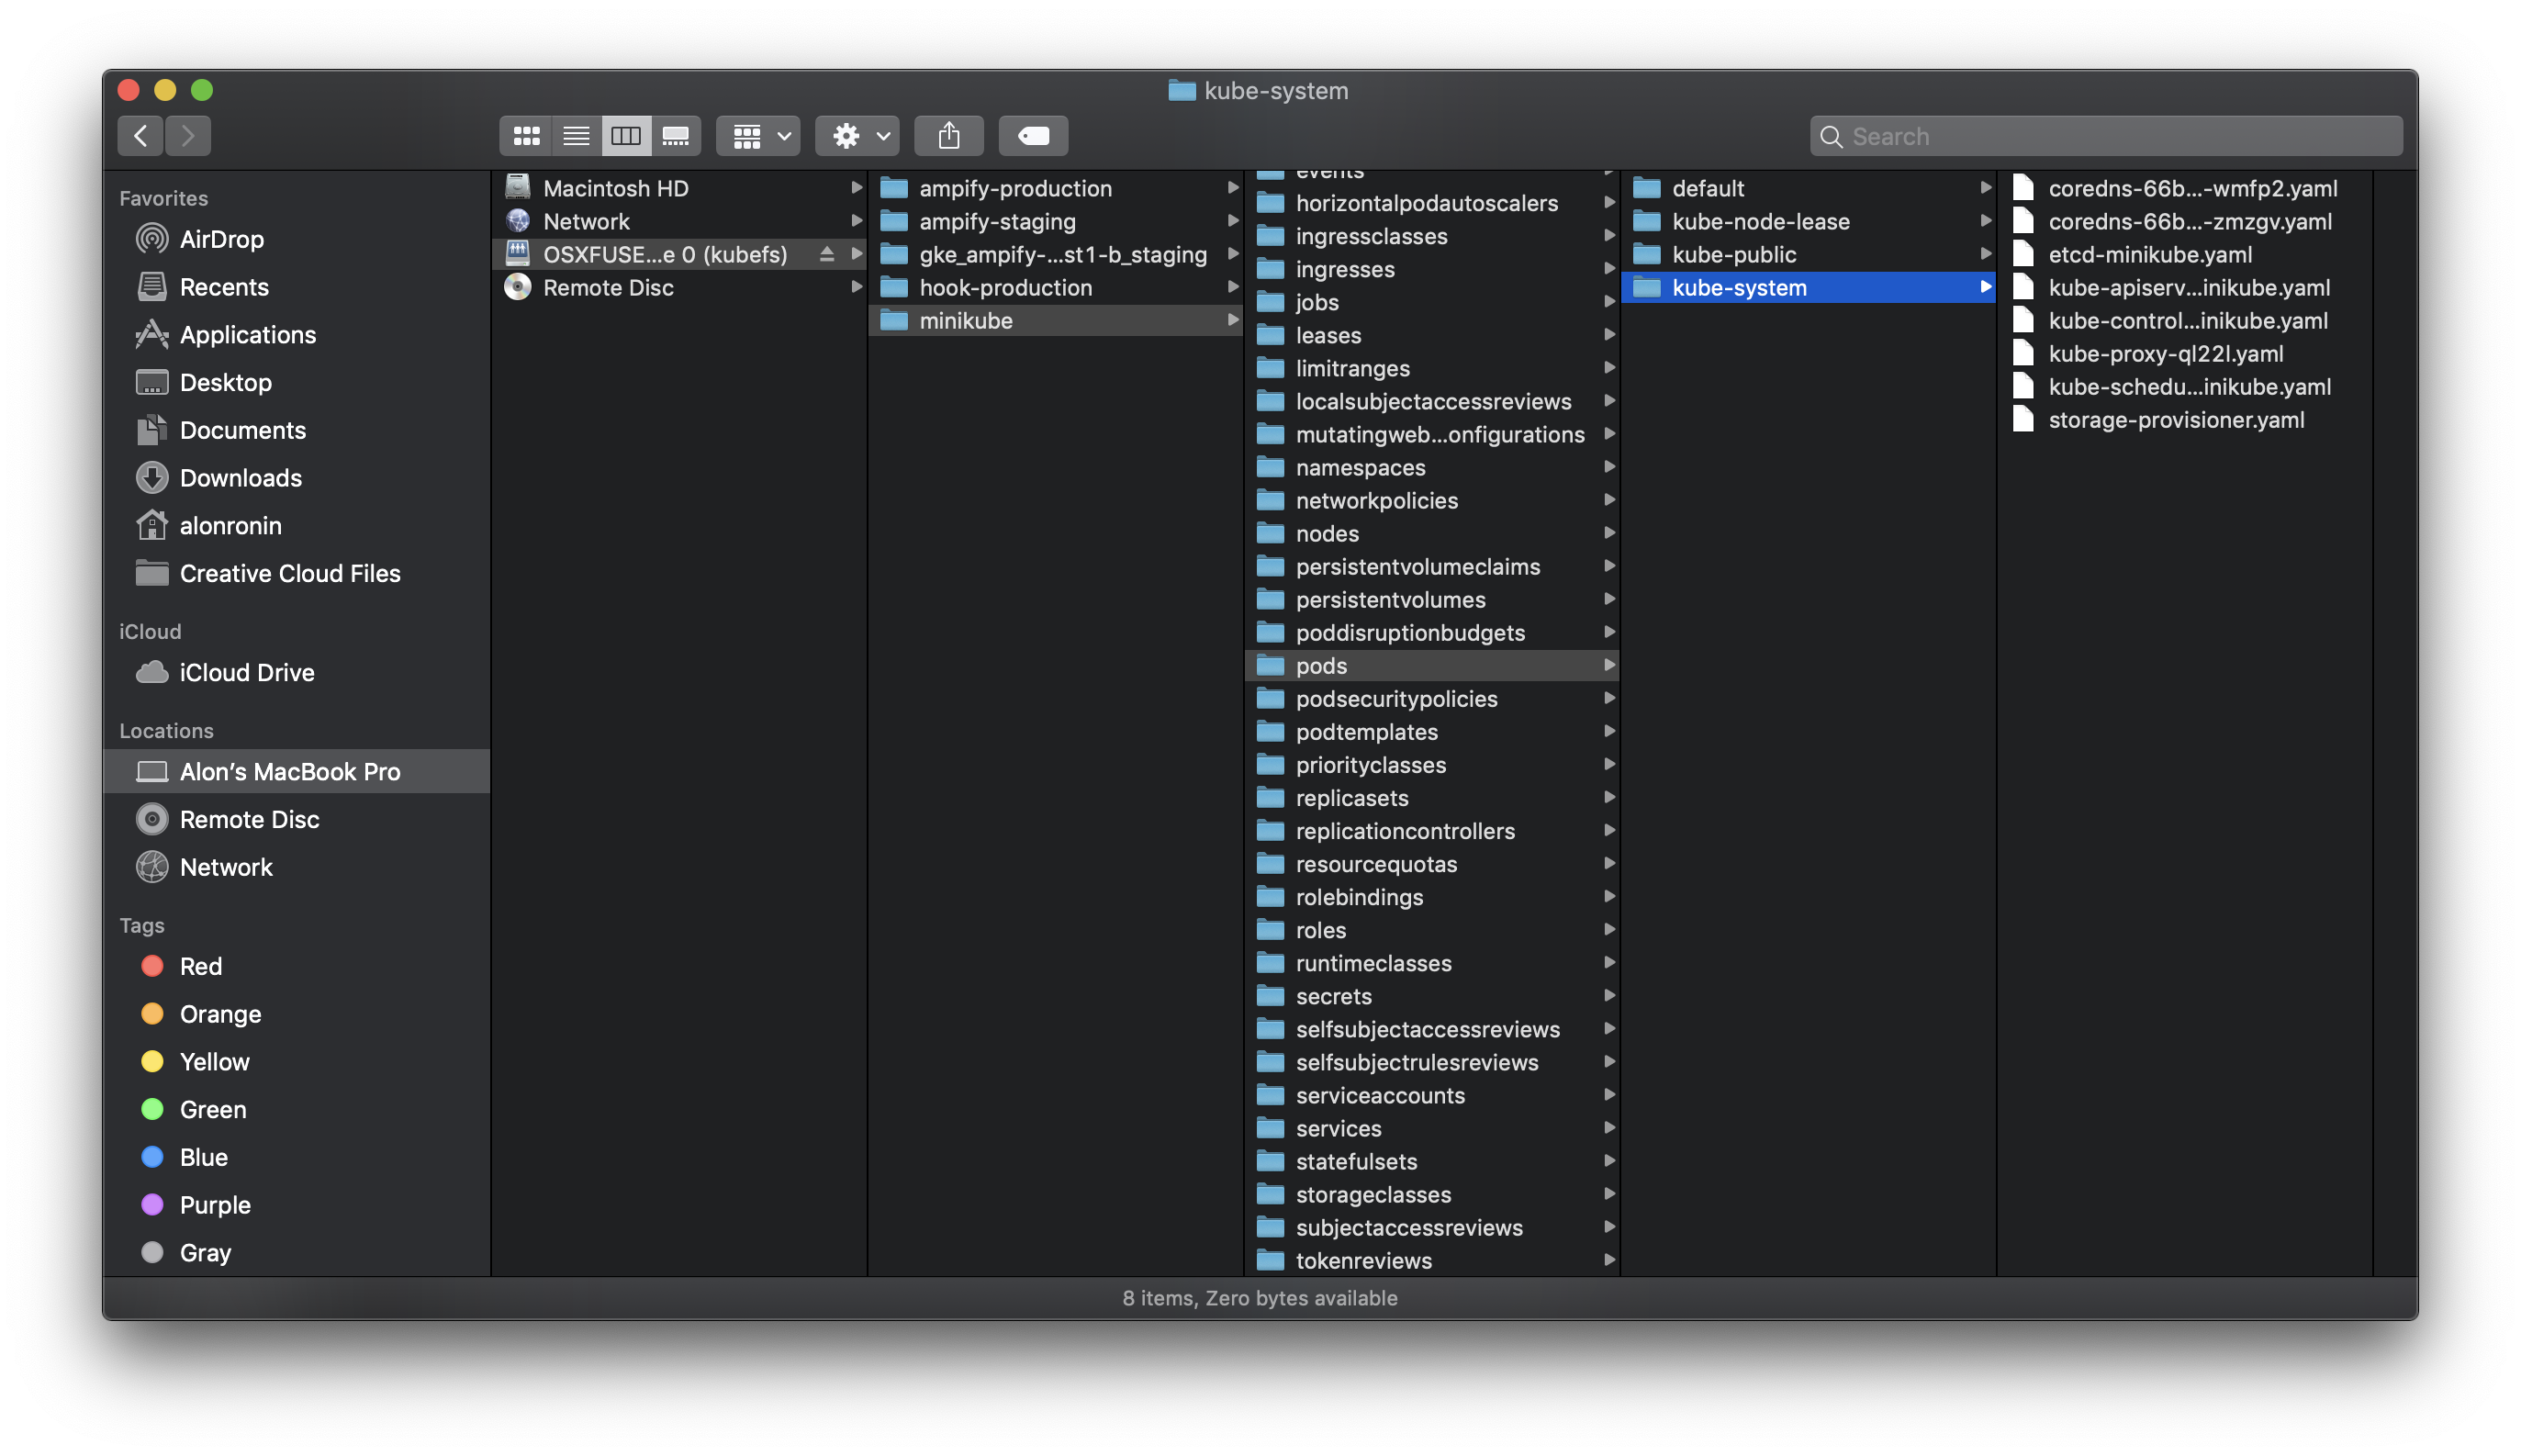 kube-system
Search
Favorites
AirDrop
Recents
Applications
Desktop
Documents
Downloads
alonronin
Creative Cloud Files
iCloud
iCloud Drive
Locations
Alon's MacBook Pro
Remote Disc
Network
Tags
Red
Orange
Yellow
Green
Blue
Purple
Gray
Macintosh HD
Network
OSXFUSE...e 0 (kubefs)
Remote Disc
ampify-production
ampify-staging
gke_ampify-...st1-b_staging
hook-production
minikube
events
horizontalpodautoscalers
ingressclasses
ingresses
jobs
leases
limitranges
localsubjectaccessreviews
mutatingweb...onfigurations
namespaces
networkpolicies
nodes
persistentvolumeclaims
persistentvolumes
poddisruptionbudgets
pods
podsecuritypolicies
podtemplates
priorityclasses
replicasets
replicationcontrollers
resourcequotas
rolebindings
roles
runtimeclasses
secrets
selfsubjectaccessreviews
selfsubjectrulesreviews
serviceaccounts
services
statefulsets
storageclasses
subjectaccessreviews
tokenreviews
default
kube-node-lease
kube-public
kube-system
coredns-66b...-wmfp2.yaml
coredns-66b...-zmzgv.yaml
etcd-minikube.yaml
kube-apiserv...inikube.yaml
kube-control...inikube.yaml
kube-proxy-ql22l.yaml
kube-schedu...inikube.yaml
storage-provisioner.yaml
8 items, Zero bytes available